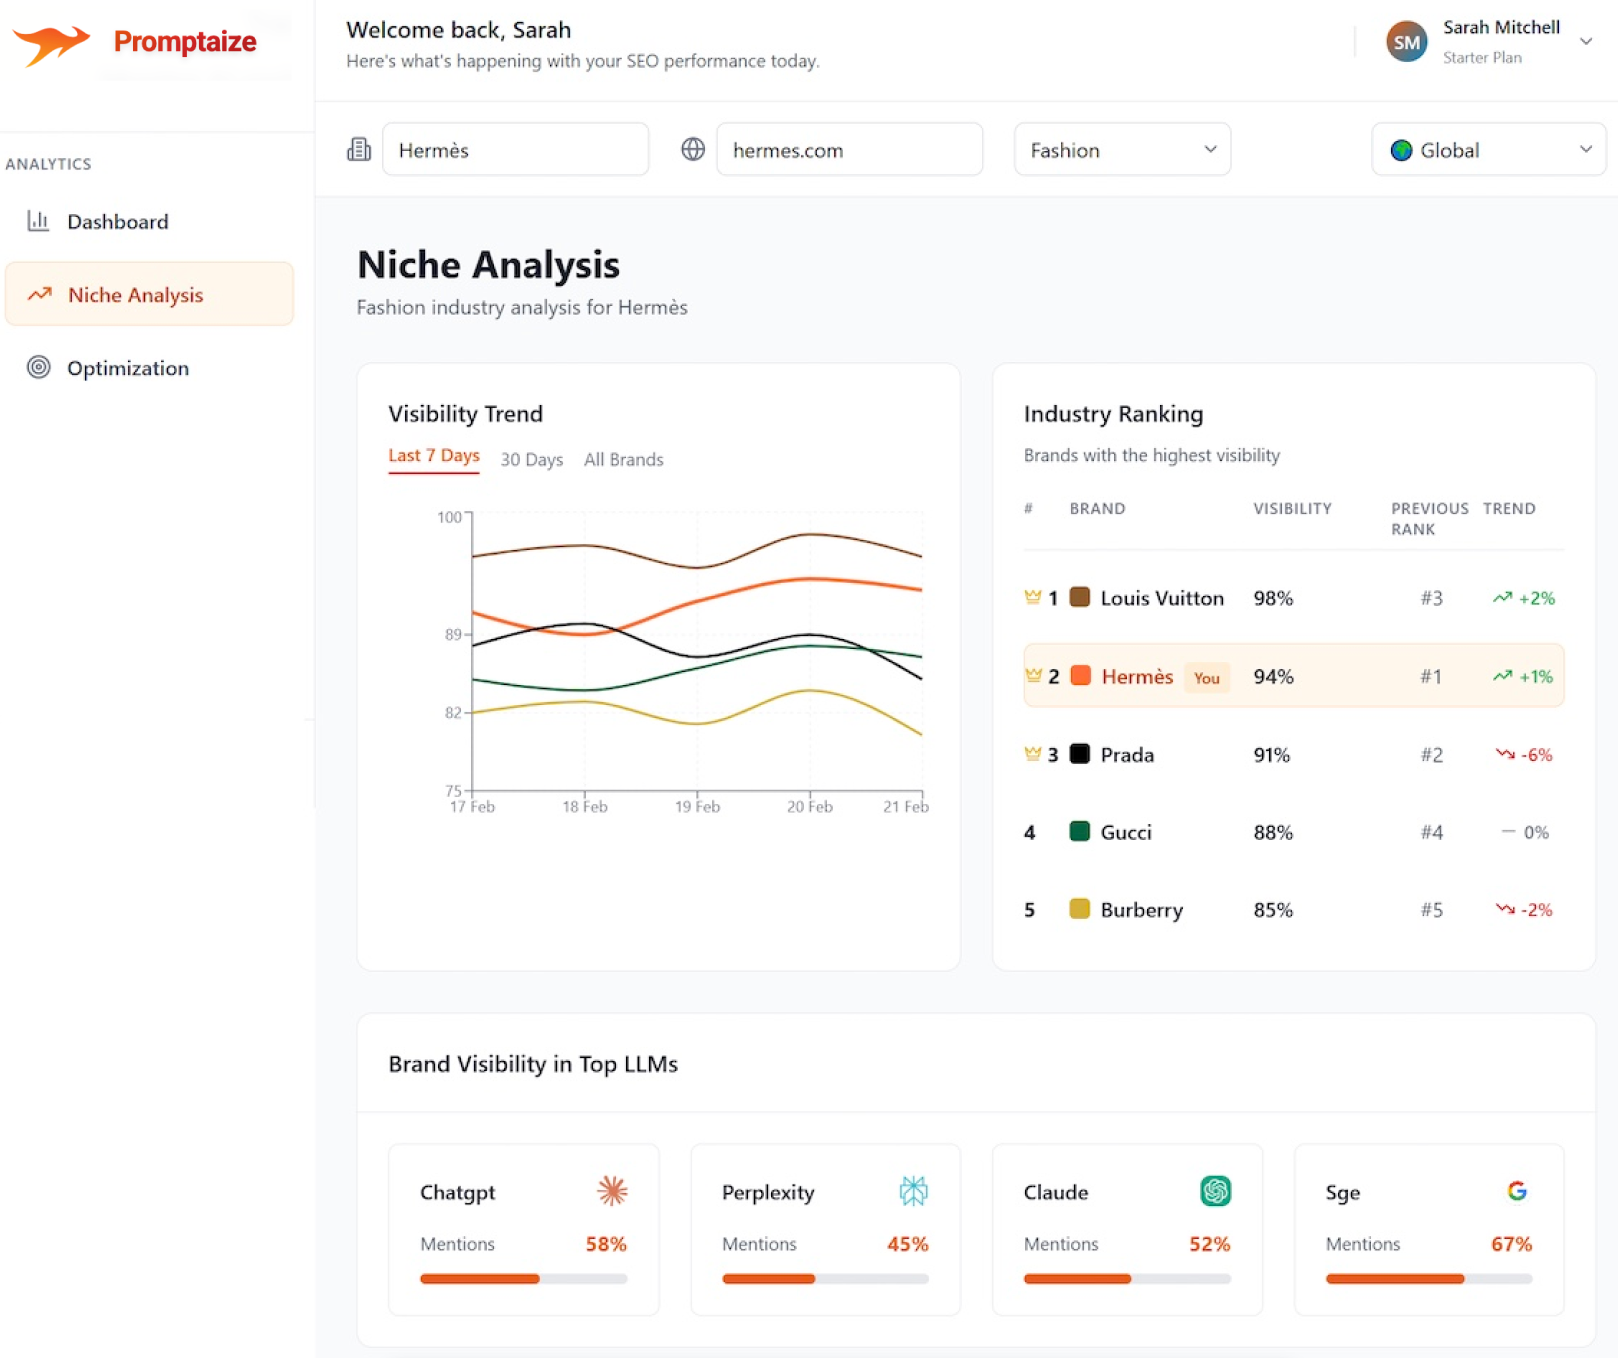 Promptaize
Welcome back, Sarah
Here's what's happening with your SEO performance today.
SM
Sarah Mitchell
Starter Plan
Hermès
hermes.com
Fashion
Global
ANALYTICS
Dashboard
Niche Analysis
Optimization
Niche Analysis
Fashion industry analysis for Hermès
Visibility Trend
Last 7 Days 30 Days All Brands
100
89
82
75
17 Feb 18 Feb 19 Feb 20 Feb 21 Feb
Industry Ranking
Brands with the highest visibility
# BRAND VISIBILITY PREVIOUS RANK TREND
1 Louis Vuitton 98% #3 +2%
2 Hermès You 94% #1 +1%
3 Prada 91% #2 -6%
4 Gucci 88% #4 — 0%
5 Burberry 85% #5 -2%
Brand Visibility in Top LLMs
Chatgpt
Mentions 58%
Perplexity
Mentions 45%
Claude
Mentions 52%
Sge
Mentions 67%